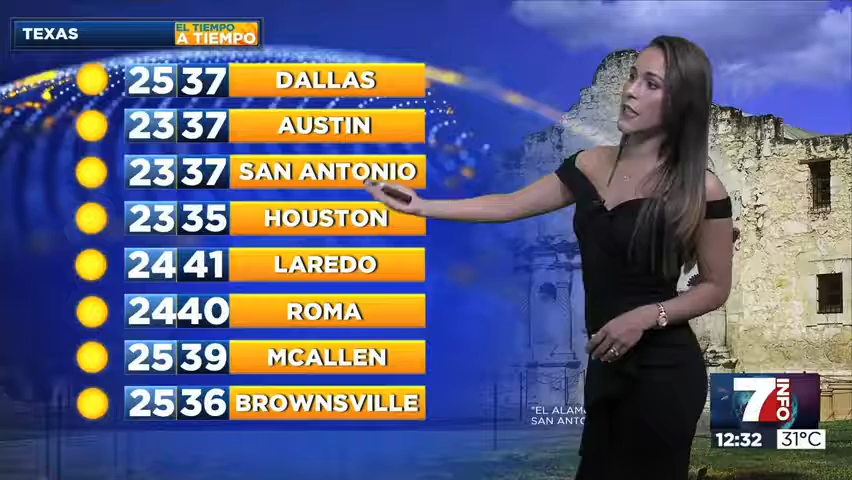 TEXAS
EL TIEMPO
A TIEMPO
25 37 DALLAS
23 37 AUSTIN
23 37 SAN ANTONIO
23 35 HOUSTON
24 41 LAREDO
24 40 ROMA
25 39 MCALLEN
25 36 BROWNSVILLE
"EL ALAM
SAN ANTO
7 INFO
12:32 31°C